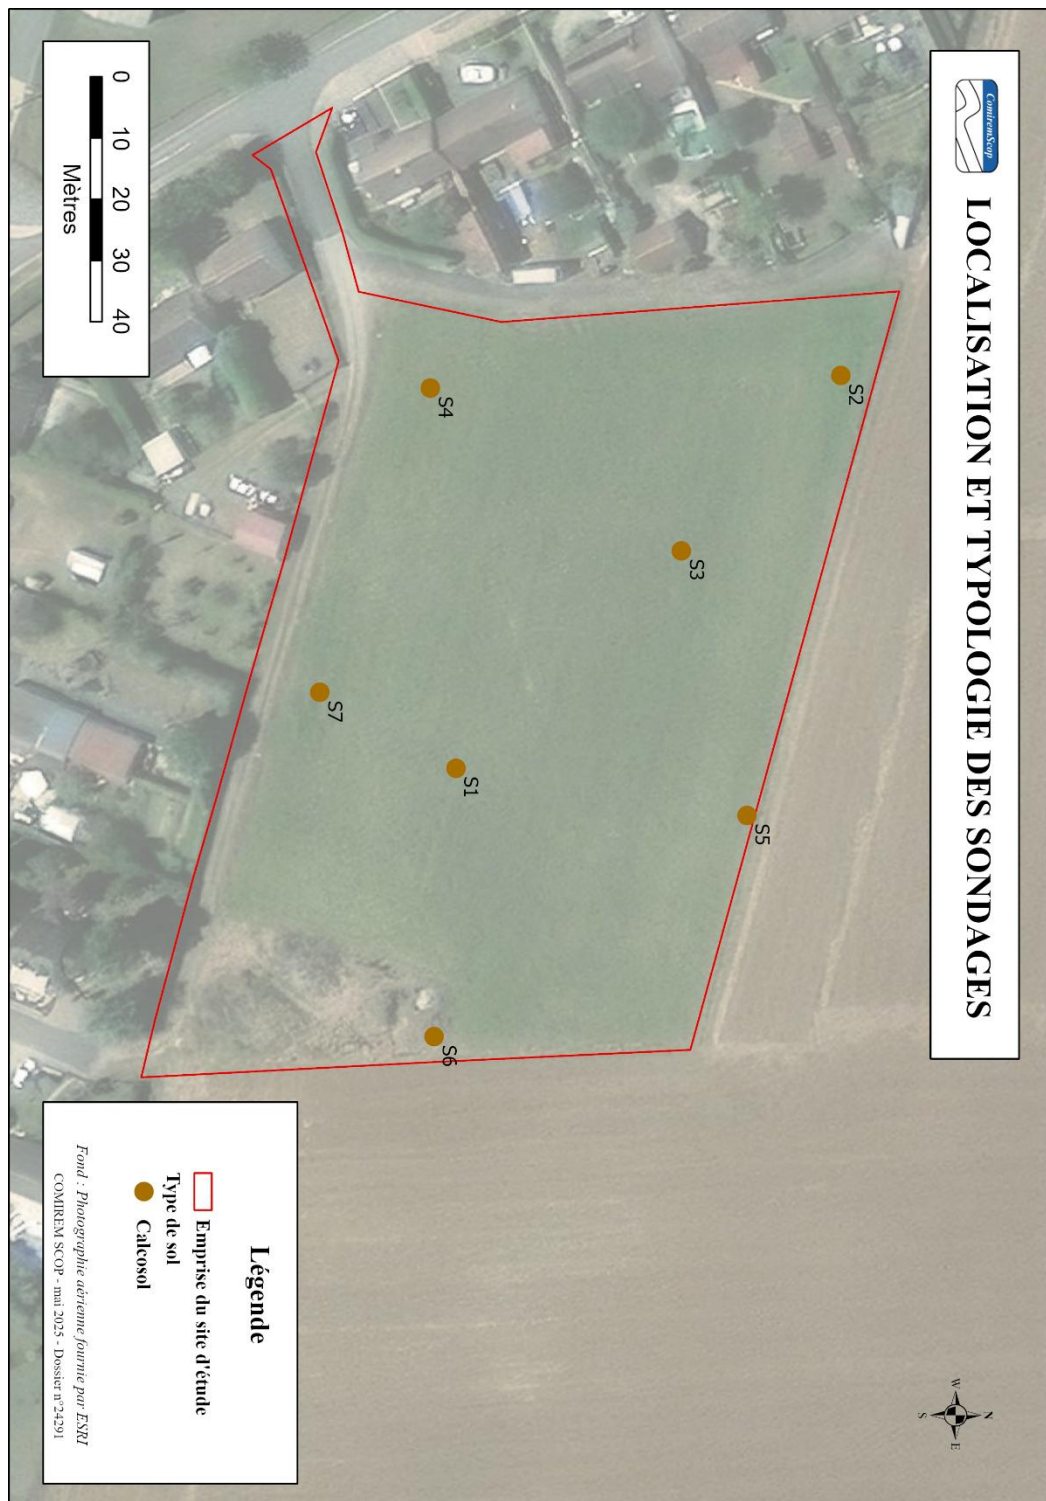 ComiremScop
LOCALISATION ET TYPOLOGIE DES SONDAGES
N
W
E
S
S2
S5
S3
S1
S6
S4
S7
0 10 20 30 40
Mètres
Légende
Emprise du site d'étude
Type de sol
Calcosol
Fond : Photographie aérienne fournie par ESRI
COMIREM SCOP - mai 2025 - Dossier n°24291